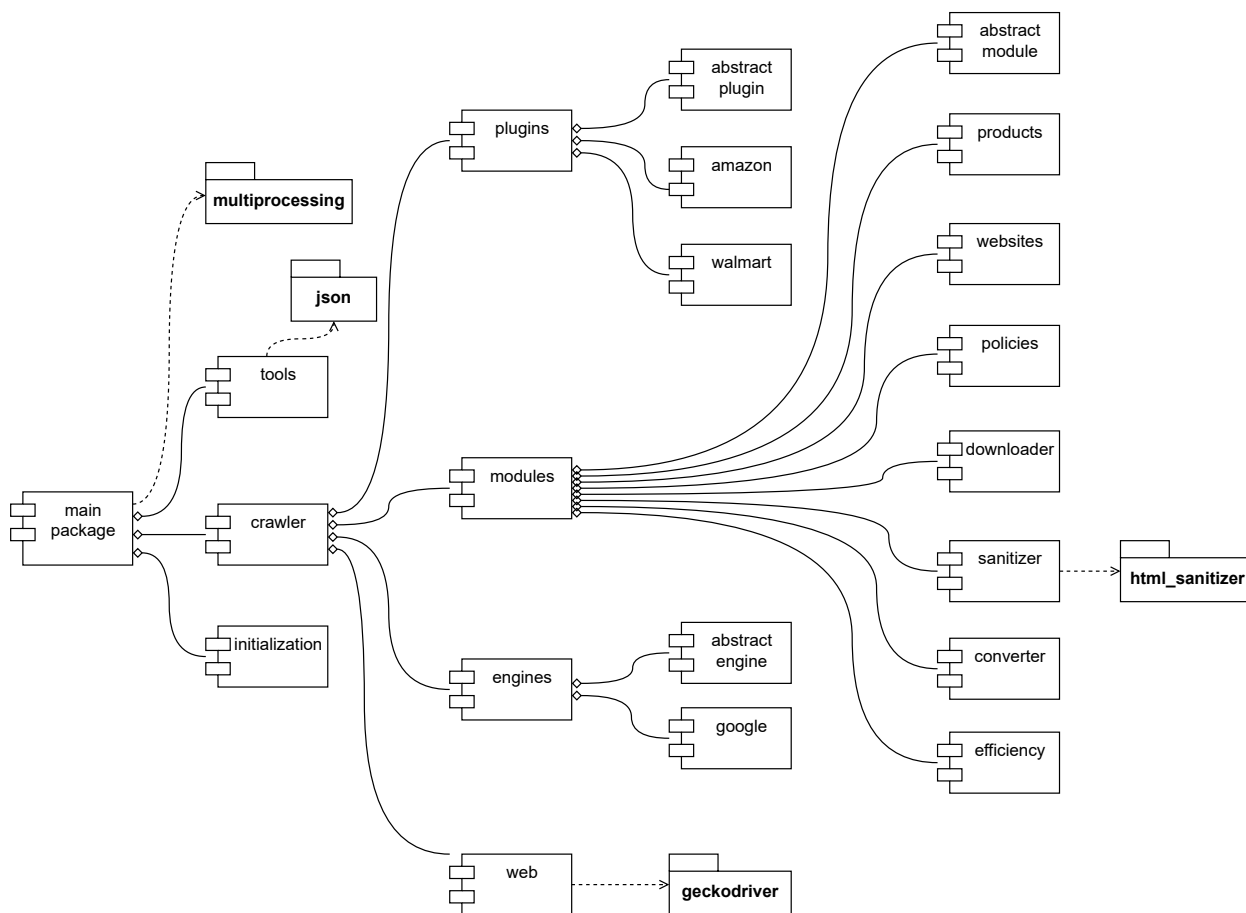 abstract
module
abstract
plugin
plugins
products
amazon
multiprocessing
websites
walmart
json
policies
tools
downloader
modules
main
package
crawler
sanitizer
html_sanitizer
initialization
abstract
engine
converter
engines
google
efficiency
web
geckodriver